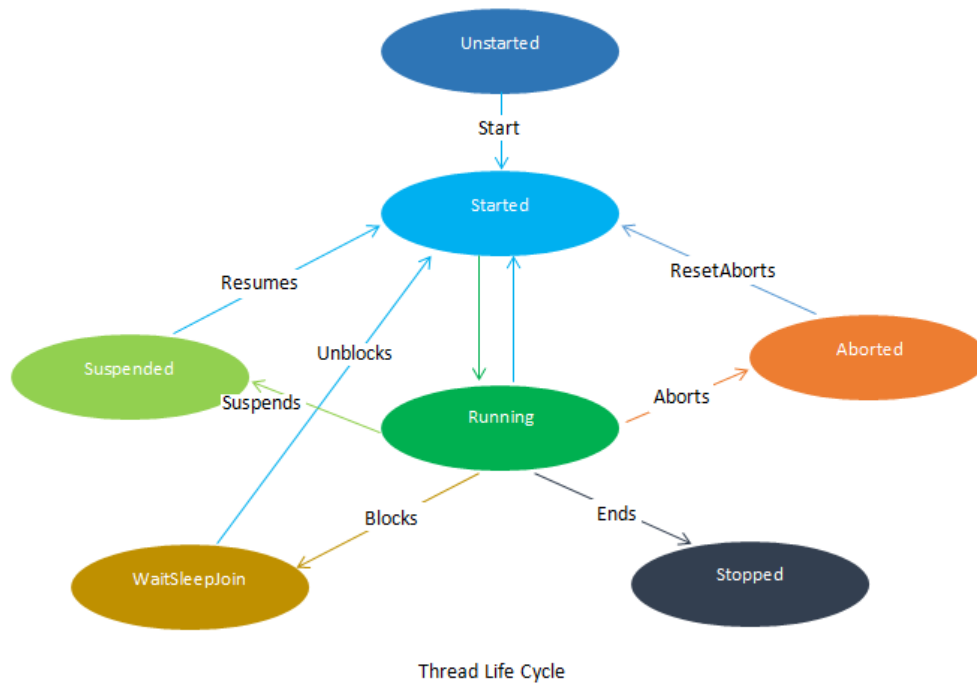 Unstarted
Start
Started
Resumes
ResetAborts
Suspended
Unblocks
Aborted
Suspends
Running
Aborts
Blocks
Ends
WaitSleepJoin
Stopped
Thread Life Cycle